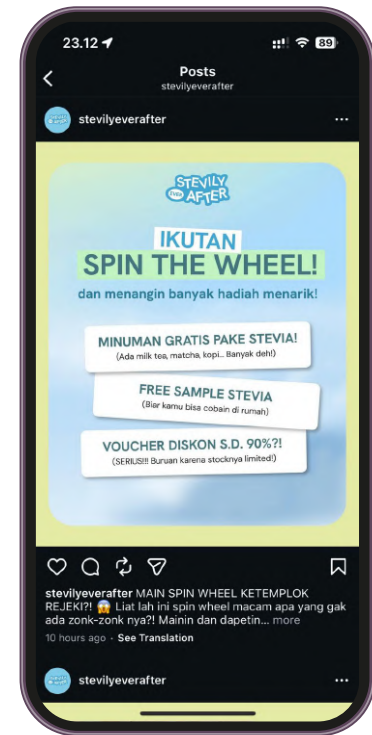 23.12
89
Posts
stevilyeverafter
stevilyeverafter
STEVILY
EVER AFTER
IKUTAN
SPIN THE WHEEL!
dan menangin banyak hadiah menarik!
MINUMAN GRATIS PAKE STEVIA!
(Ada milk tea, matcha, kopi... Banyak deh!)
FREE SAMPLE STEVIA
(Biar kamu bisa cobain di rumah)
VOUCHER DISKON S.D. 90%?!
(SERIUS!!! Buruan karena stocknya limited!)
stevilyeverafter MAIN SPIN WHEEL KETEMPLOK
REJEKI?! 😱 Liat lah ini spin wheel macam apa yang gak
ada zonk-zonk nya?! Mainin dan dapetin... more
10 hours ago · See Translation
stevilyeverafter